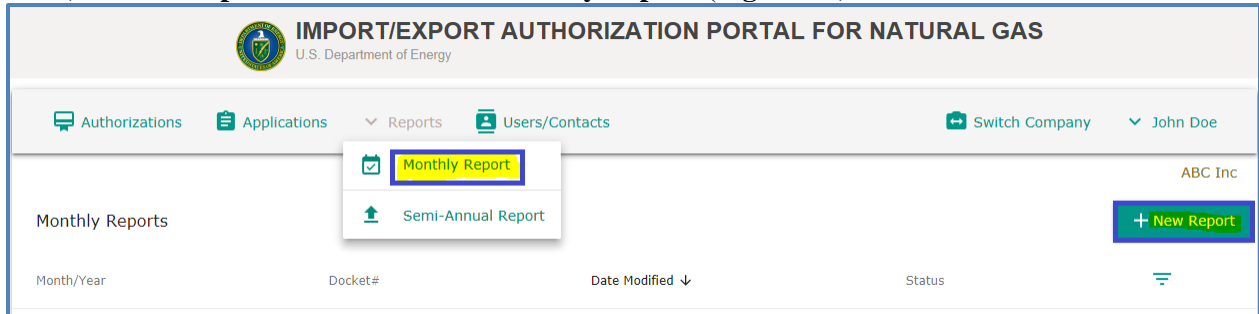 IMPORT/EXPORT AUTHORIZATION PORTAL FOR NATURAL GAS
U.S. Department of Energy
Authorizations Applications Reports Users/Contacts Switch Company John Doe
Monthly Report
ABC Inc
Semi-Annual Report
Monthly Reports
+ New Report
Month/Year Docket# Date Modified ↓ Status